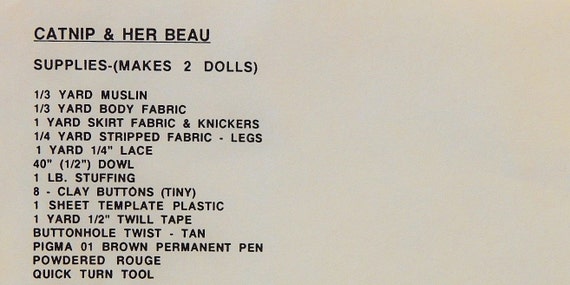 CATNIP & HER BEAU
SUPPLIES-(MAKES 2 DOLLS)
1/3 YARD MUSLIN
1/3 YARD BODY FABRIC
1 YARD SKIRT FABRIC & KNICKERS
1/4 YARD STRIPPED FABRIC - LEGS
1 YARD 1/4" LACE
40" (1/2") DOWL
1 LB. STUFFING
8 - CLAY BUTTONS (TINY)
1 SHEET TEMPLATE PLASTIC
1 YARD 1/2" TWILL TAPE
BUTTONHOLE TWIST - TAN
PIGMA 01 BROWN PERMANENT PEN
POWDERED ROUGE
QUICK TURN TOOL